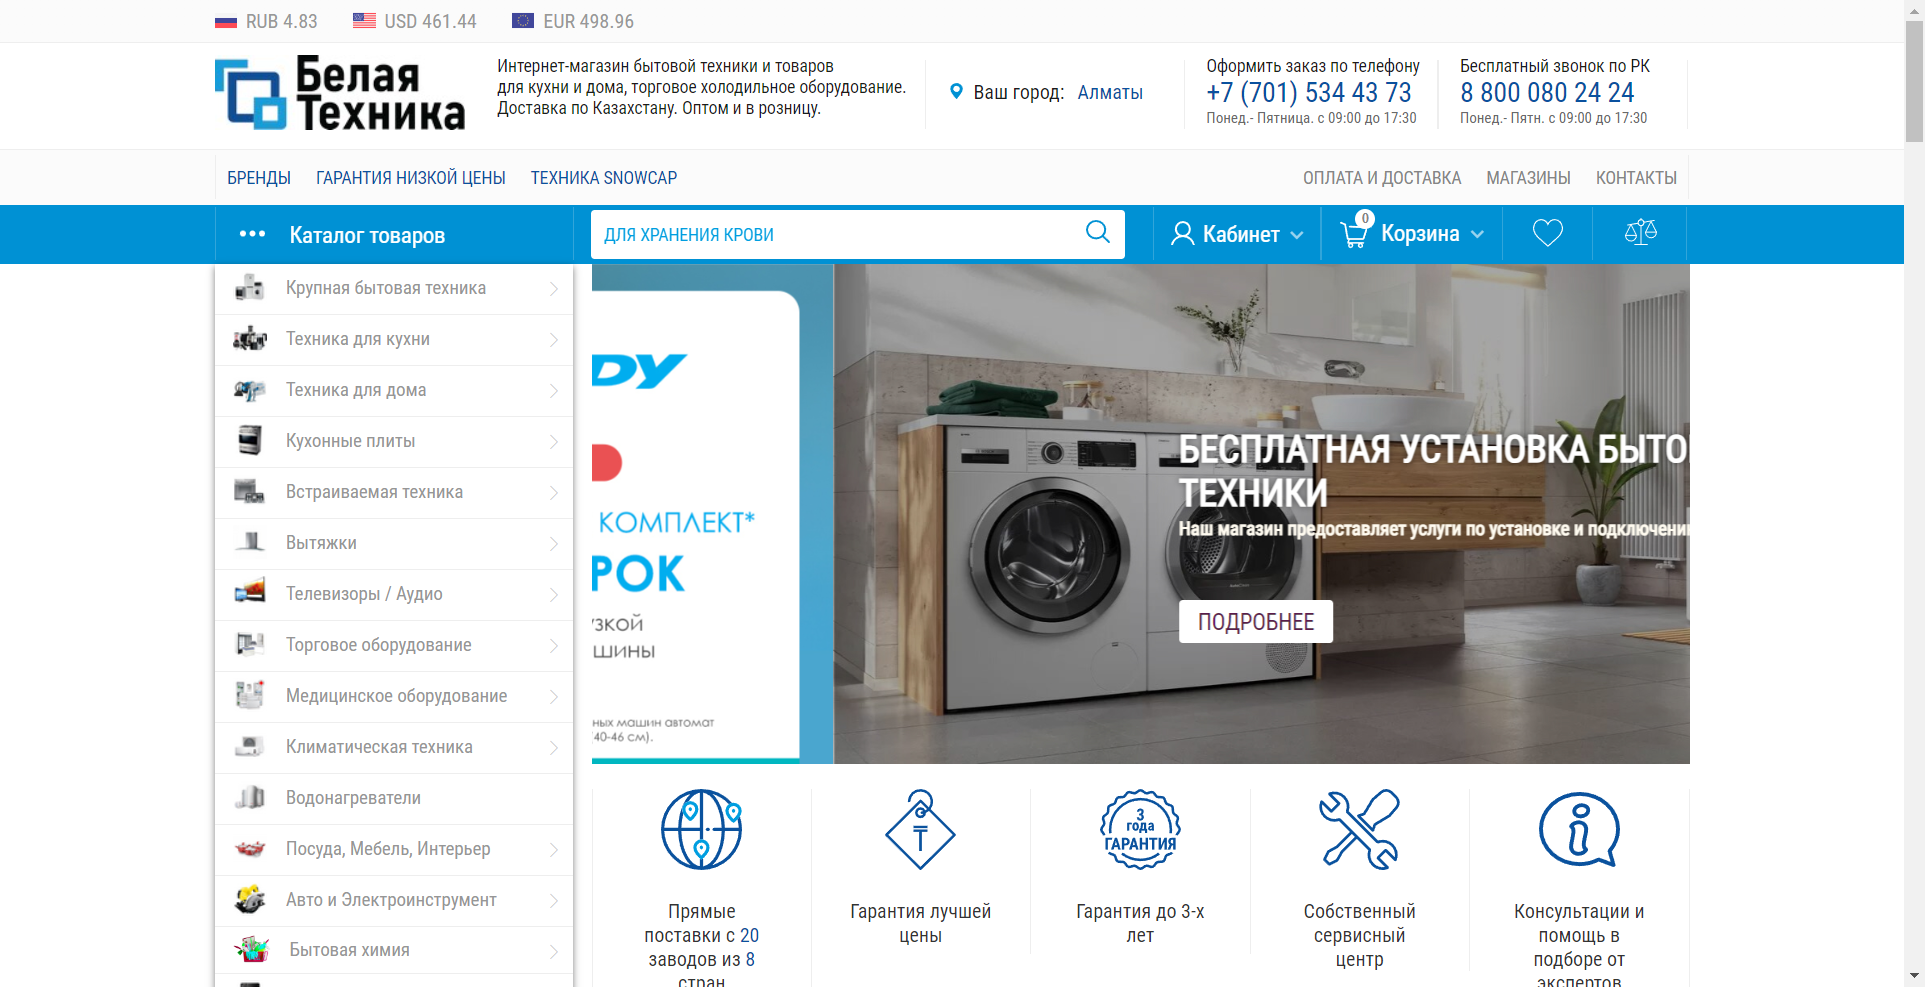 RUB 4.83
USD 461.44
EUR 498.96
Белая
Техника
Интернет-магазин бытовой техники и товаров
для кухни и дома, торговое холодильное оборудование.
Доставка по Казахстану. Оптом и в розницу.
Ваш город: Алматы
Оформить заказ по телефону
+7 (701) 534 43 73
Понед.- Пятница. с 09:00 до 17:30
Бесплатный звонок по РК
8 800 080 24 24
Понед.- Пятн. с 09:00 до 17:30
БРЕНДЫ
ГАРАНТИЯ НИЗКОЙ ЦЕНЫ
ТЕХНИКА SNOWCAP
ОПЛАТА И ДОСТАВКА
МАГАЗИНЫ
КОНТАКТЫ
Каталог товаров
ДЛЯ ХРАНЕНИЯ КРОВИ
Кабинет
0
Корзина
Крупная бытовая техника
Техника для кухни
Техника для дома
Кухонные плиты
Встраиваемая техника
Вытяжки
Телевизоры / Аудио
Торговое оборудование
Медицинское оборудование
Климатическая техника
Водонагреватели
Посуда, Мебель, Интерьер
Авто и Электроинструмент
Бытовая химия
DY
КОМПЛЕКТ*
РОК
УЗКОЙ
ШИНЫ
ных машин автомат
(40-46 см).
БЕСПЛАТНАЯ УСТАНОВКА БЫТО
ТЕХНИКИ
Наш магазин предоставляет услуги по установке и подключени
ПОДРОБНЕЕ
Прямые
поставки с 20
заводов из 8
стран
₸
Гарантия лучшей
цены
3
года
ГАРАНТИЯ
Гарантия до 3-х
лет
Собственный
сервисный
центр
Консультации и
помощь в
подборе от
экспертов